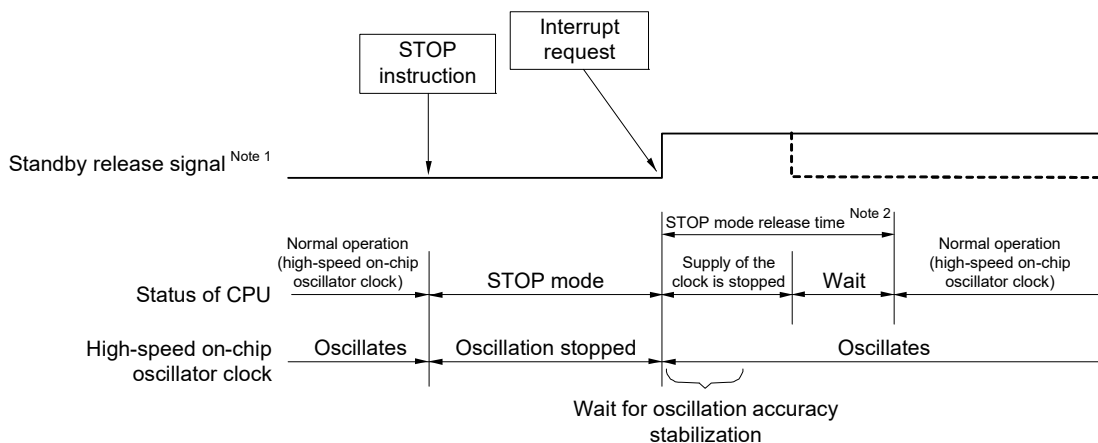 STOP
instruction
Interrupt
request
Standby release signal Note 1
STOP mode release time Note 2
Normal operation
(high-speed on-chip
oscillator clock)
Supply of the
clock is stopped
Normal operation
(high-speed on-chip
oscillator clock)
Status of CPU
STOP mode
Wait
High-speed on-chip
oscillator clock
Oscillates
Oscillation stopped
Oscillates
Wait for oscillation accuracy
stabilization